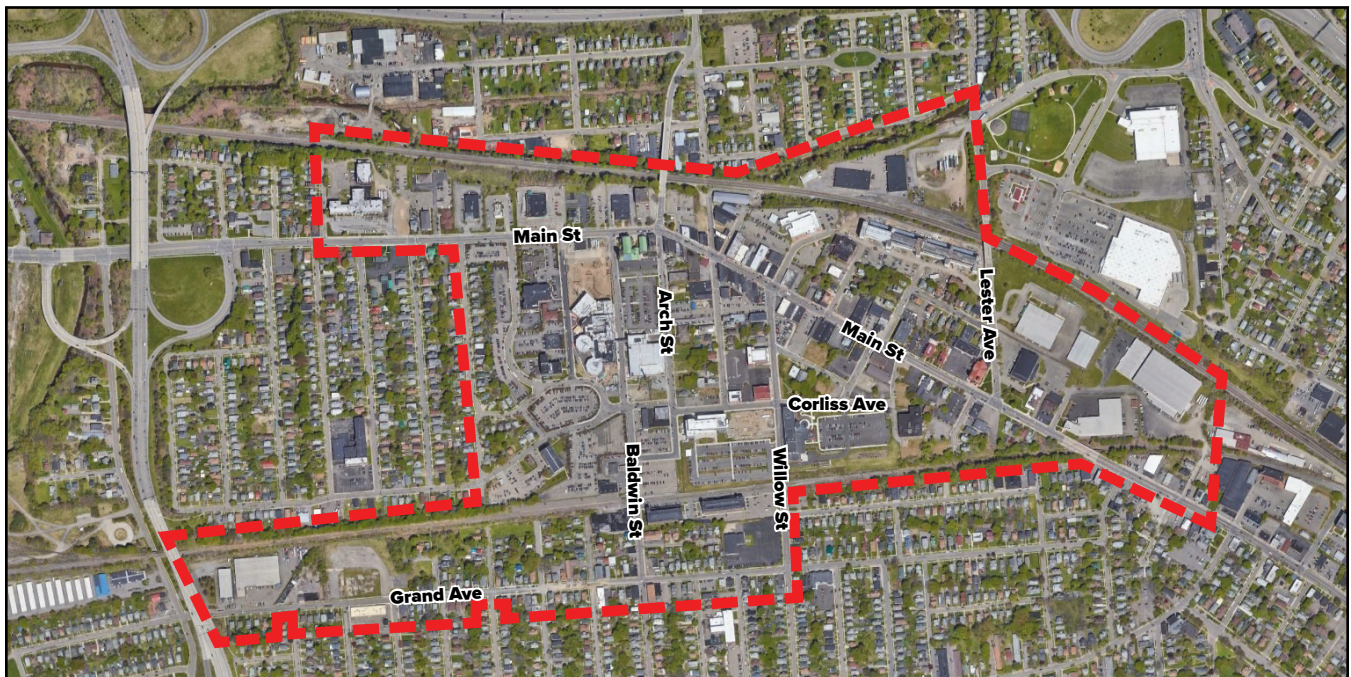 Main St
Lester Ave
Arch St
Main St
Corliss Ave
Baldwin St
Willow St
Grand Ave